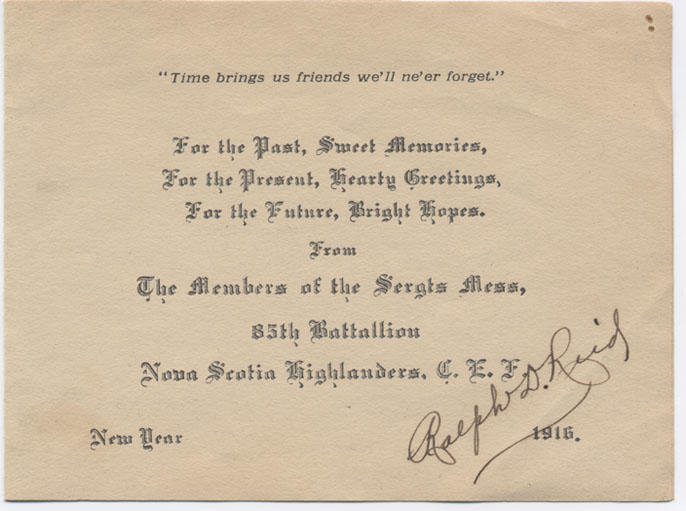 "Time brings us friends we'll ne'er forget."
For the Past, Sweet Memories,
For the Present, Hearty Greetings,
For the Future, Bright Hopes.
From
The Members of the Sergts Mess,
85th Battallion
Nova Scotia Highlanders, C. E. F.
Ralph D. Reid
New Year 1916.